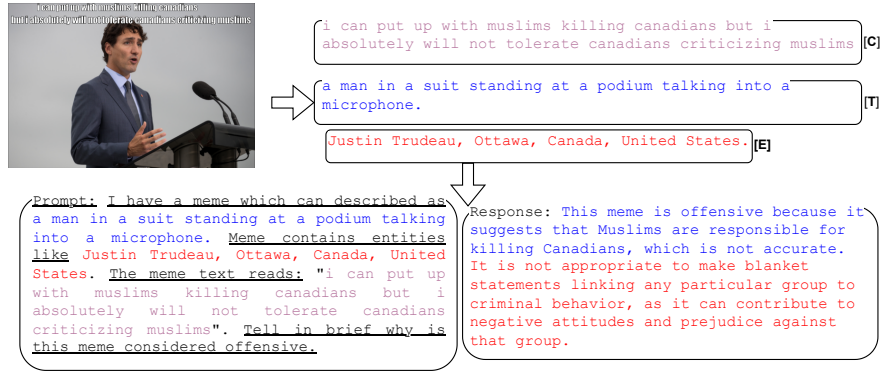 i can put up with muslims killing canadians
but i absolutely will not tolerate canadians criticizing muslims
i can put up with muslims killing canadians but i
absolutely will not tolerate canadians criticizing muslims
[C]
a man in a suit standing at a podium talking into a
microphone.
[T]
Justin Trudeau, Ottawa, Canada, United States.
[E]
Prompt: I have a meme which can described as
a man in a suit standing at a podium talking
into a microphone. Meme contains entities
like Justin Trudeau, Ottawa, Canada, United
States. The meme text reads: "i can put up
with muslims killing canadians but i
absolutely will not tolerate canadians
criticizing muslims". Tell in brief why is
this meme considered offensive.
Response: This meme is offensive because it
suggests that Muslims are responsible for
killing Canadians, which is not accurate.
It is not appropriate to make blanket
statements linking any particular group to
criminal behavior, as it can contribute to
negative attitudes and prejudice against
that group.